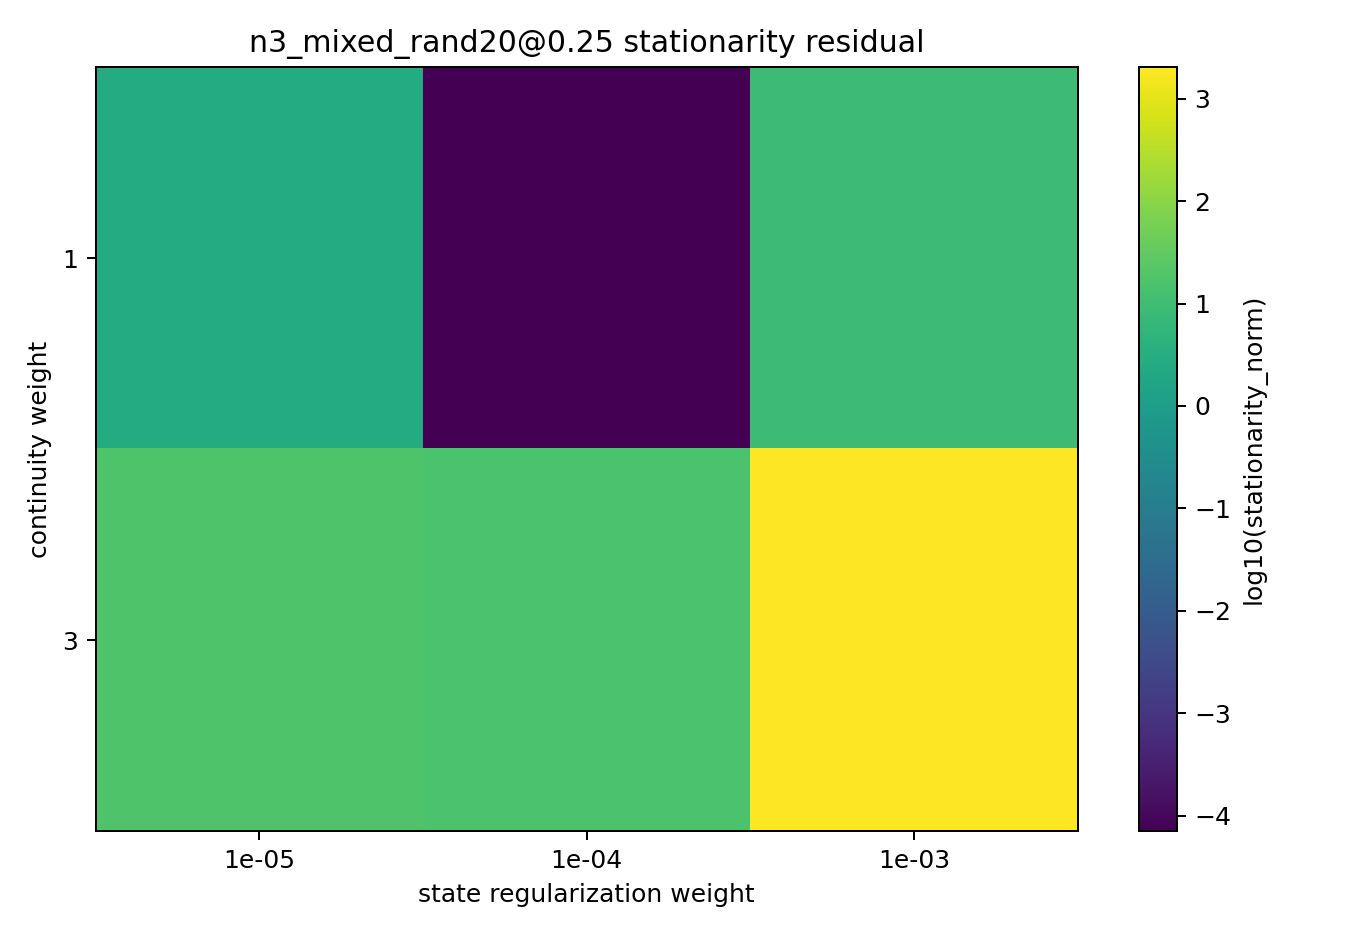 n3_mixed_rand20@0.25 stationarity residual
continuity weight
1
3
1e-05
1e-04
1e-03
state regularization weight
3
2
1
0
−1
−2
−3
−4
log10(stationarity_norm)